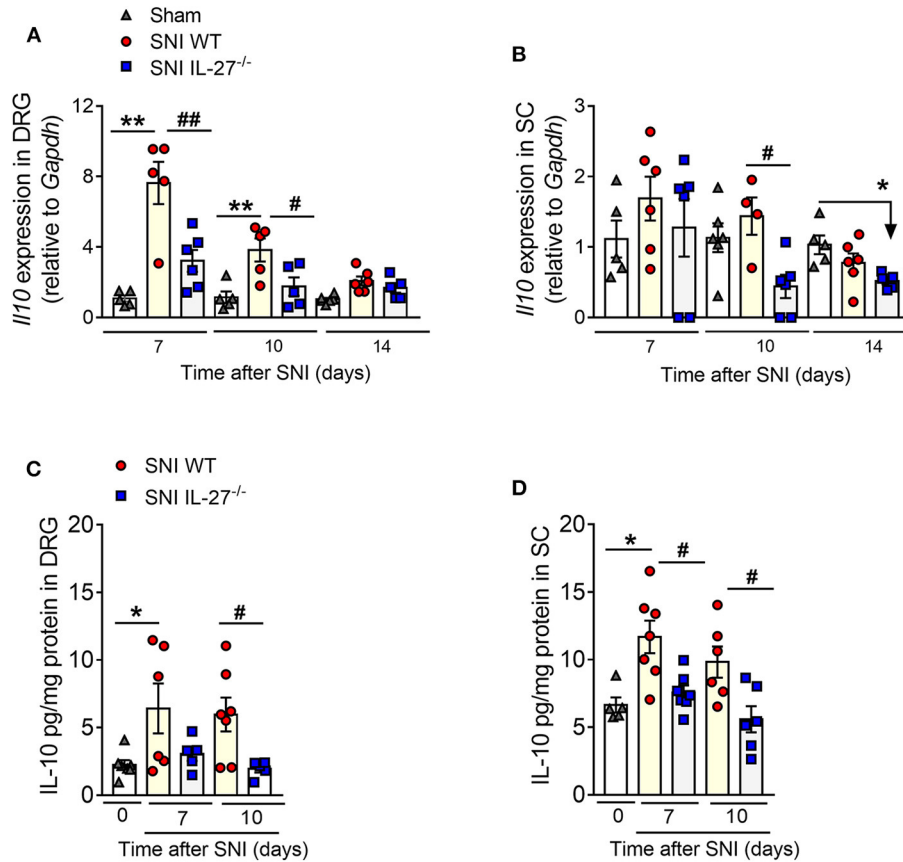 A
Sham
SNI WT
SNI IL-27-/-
Il10 expression in DRG
(relative to Gapdh)
12
8
4
0
**
##
**
#
7
10
14
Time after SNI (days)
B
Il10 expression in SC
(relative to Gapdh)
3
2
1
0
#
*
7
10
14
Time after SNI (days)
C
SNI WT
SNI IL-27-/-
IL-10 pg/mg protein in DRG
20
15
10
5
0
*
#
0
7
10
Time after SNI (days)
D
IL-10 pg/mg protein in SC
20
15
10
5
0
*
#
#
0
7
10
Time after SNI (days)